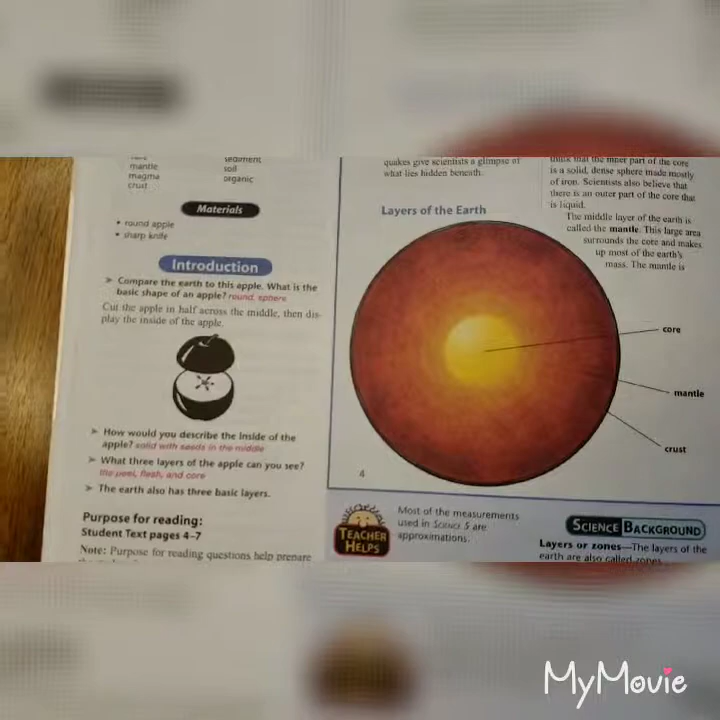 sediment
mantle
soil
magma
organic
crust
Materials
• round apple
• sharp knife
Introduction
➤ Compare the earth to this apple. What is the
basic shape of an apple? round, sphere
Cut the apple in half across the middle, then dis-
play the inside of the apple.
➤ How would you describe the inside of the
apple? solid with seeds in the middle
➤ What three layers of the apple can you see?
the peel, flesh, and core
➤ The earth also has three basic layers.
Purpose for reading:
Student Text pages 4–7
Note: Purpose for reading questions help prepare
quakes give scientists a glimpse of
what lies hidden beneath.
think that the inner part of the core
is a solid, dense sphere made mostly
of iron. Scientists also believe that
there is an outer part of the core that
is liquid.
The middle layer of the earth is
called the mantle. This large area
surrounds the core and makes
up most of the earth's
mass. The mantle is
Layers of the Earth
core
mantle
crust
4
TEACHER
HELPS
Most of the measurements
used in SCIENCE 5 are
approximations.
SCIENCE BACKGROUND
Layers or zones—The layers of the
earth are also called zones.
MyMovie